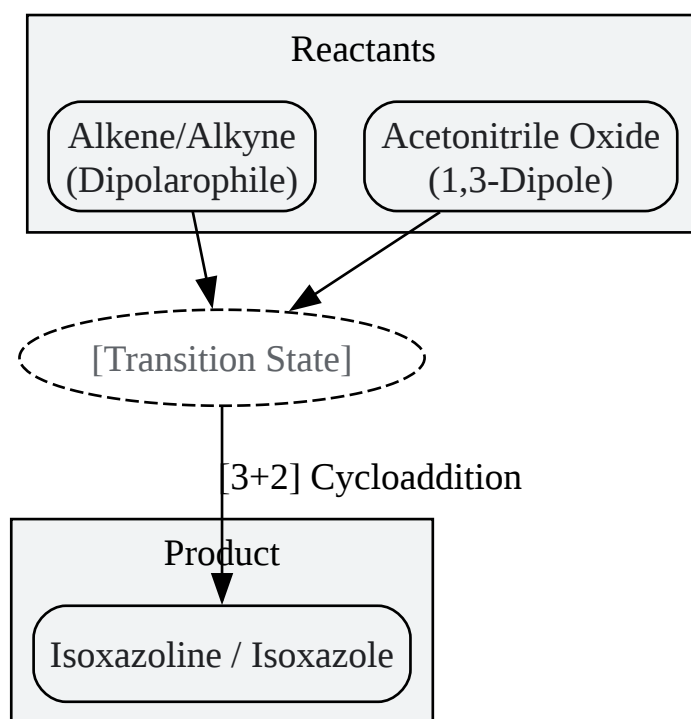 Reactants
Alkene/Alkyne
(Dipolarophile)
Acetonitrile Oxide
(1,3-Dipole)
[Transition State]
[3+2] Cycloaddition
Product
Isoxazoline / Isoxazole